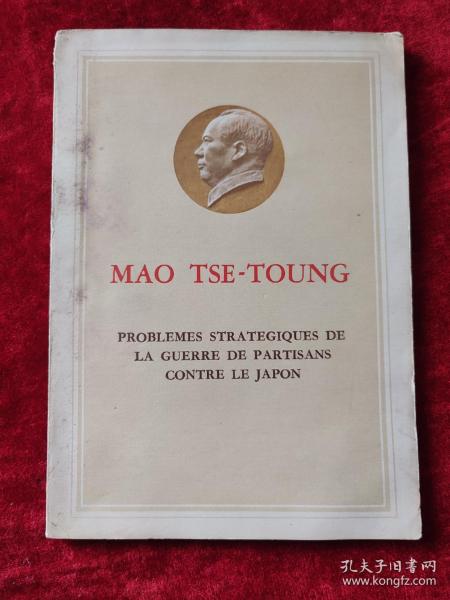 MAO TSE-TOUNG
PROBLEMES STRATEGIQUES DE
LA GUERRE DE PARTISANS
CONTRE LE JAPON
孔夫子旧书网
www.kongfz.com